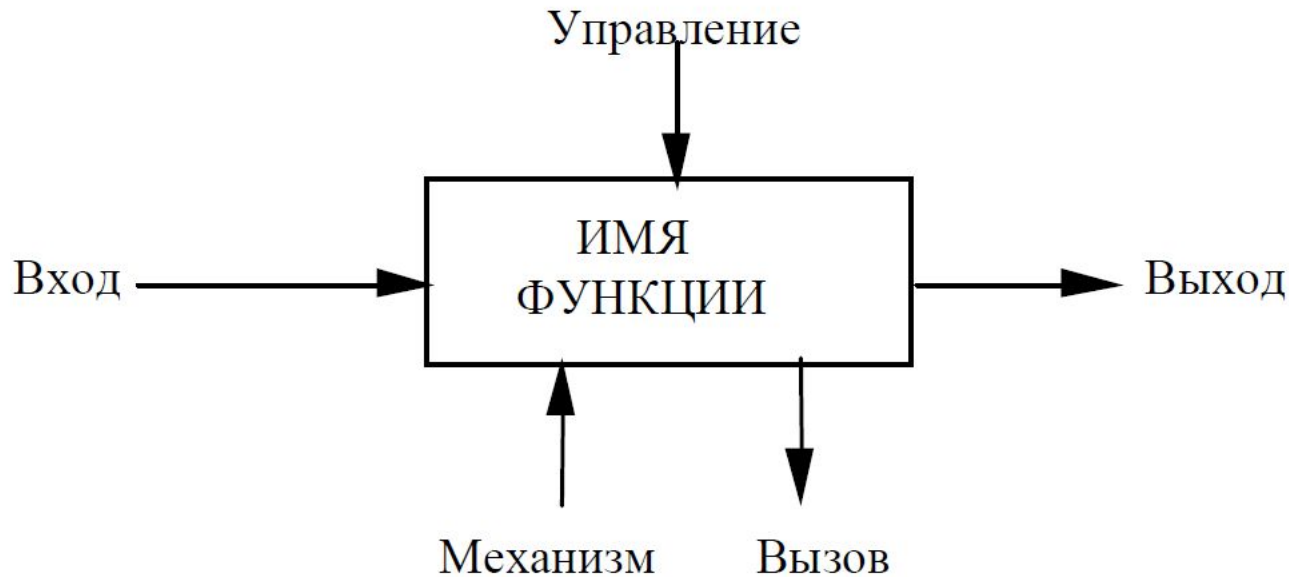 Управление
ИМЯ
ФУНКЦИИ
Вход
Выход
Механизм
Вызов